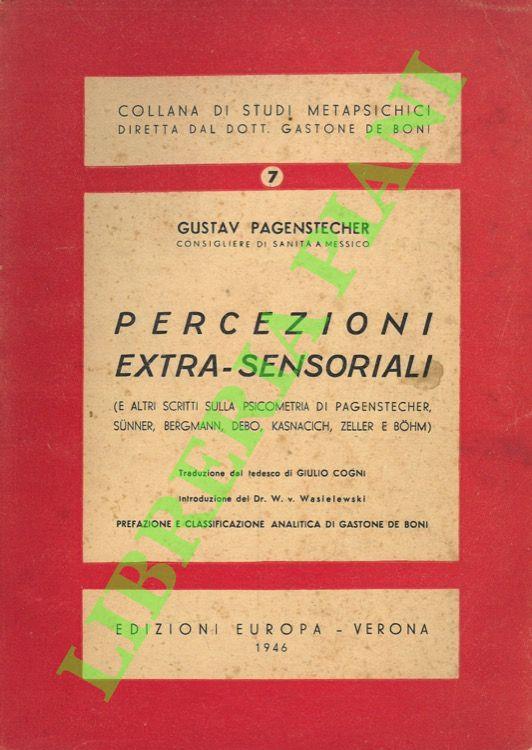 COLLANA DI STUDI METAPSICHICI
DIRETTA DAL DOTT. GASTONE DE BONI
7
GUSTAV PAGENSTECHER
CONSIGLIERE DI SANITÀ A MESSICO
PERCEZIONI
EXTRA-SENSORIALI
(E ALTRI SCRITTI SULLA PSICOMETRIA DI PAGENSTECHER,
SÜNNER, BERGMANN, DEBO, KASNACICH, ZELLER E BÖHM)
Traduzione dal tedesco di GIULIO COGNI
Introduzione del Dr. W. v. Wasielewski
PREFAZIONE E CLASSIFICAZIONE ANALITICA DI GASTONE DE BONI
EDIZIONI EUROPA - VERONA
1946
LIBRERIA PIANI